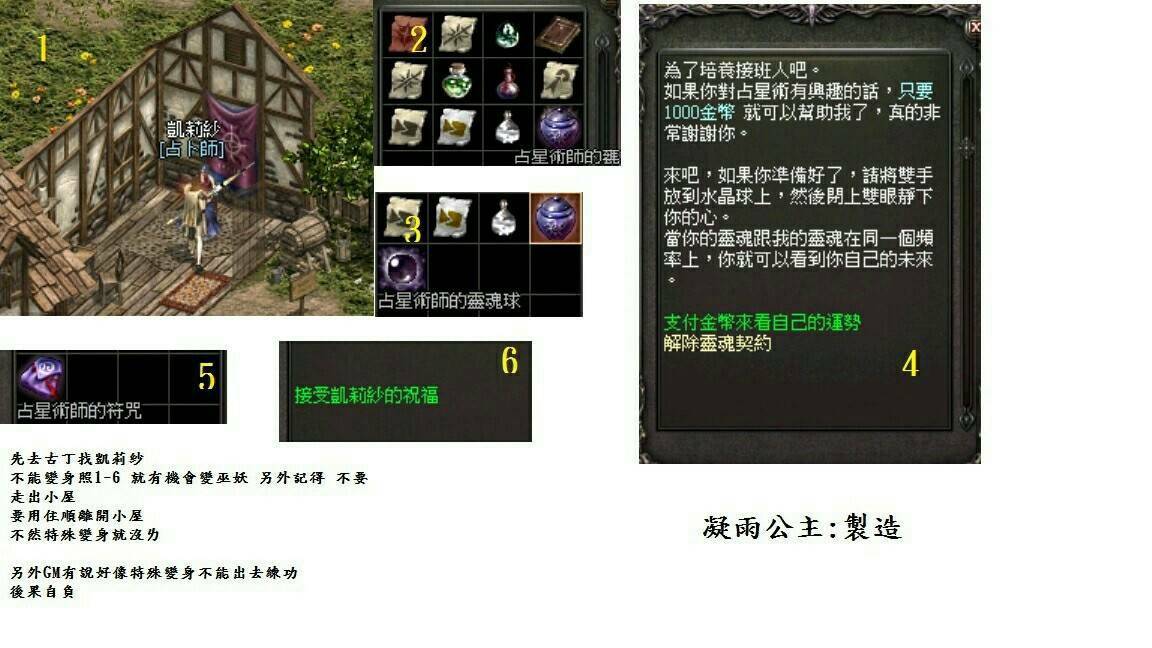 1
凱莉紗
[占卜師]
2
占星術師的甕
3
占星術師的靈魂球
為了培養接班人吧。
如果你對占星術有興趣的話，只要
1000金幣 就可以幫助我了，真的非
常謝謝你。
來吧，如果你準備好了，請將雙手
放到水晶球上，然後閉上雙眼靜下
你的心。
當你的靈魂跟我的靈魂在同一個頻
率上，你就可以看到你自己的未來
。
支付金幣來看自己的運勢
解除靈魂契約
4
5
占星術師的符咒
6
接受凱莉紗的祝福
先去古丁找凱莉紗
不能變身照1-6 就有機會變巫妖 另外記得 不要
走出小屋
要用住順離開小屋
不然特殊變身就沒ㄌ
另外GM有說好像特殊變身不能出去練功
後果自負
凝雨公主:製造